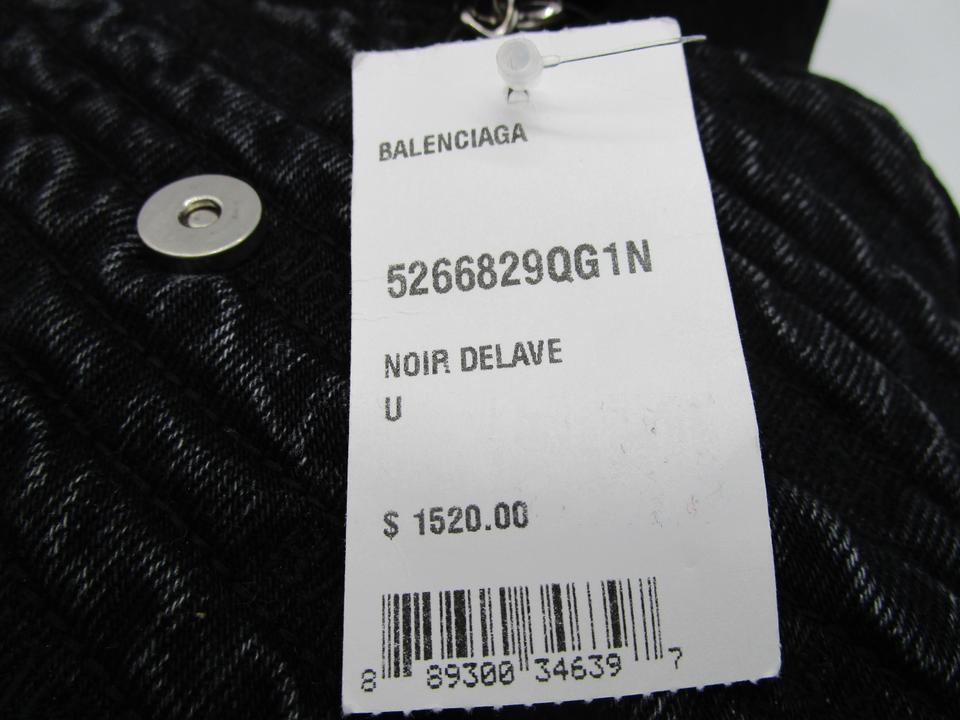 BALENCIAGA
5266829QG1N
NOIR DELAVE
U
$ 1520.00
8 89300 34639 7